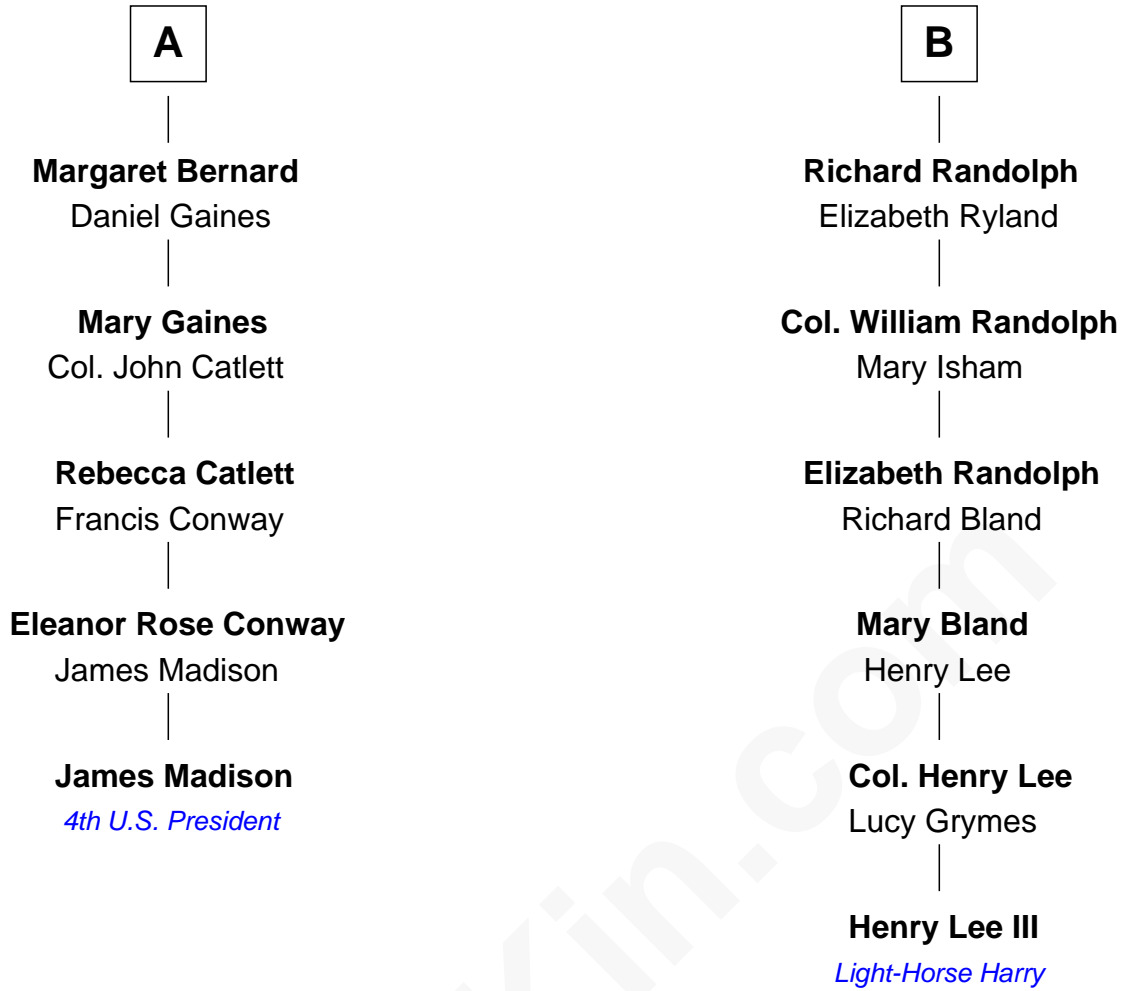 A
Margaret Bernard
Daniel Gaines
Mary Gaines
Col. John Catlett
Rebecca Catlett
Francis Conway
Eleanor Rose Conway
James Madison
James Madison
4th U.S. President
B
Richard Randolph
Elizabeth Ryland
Col. William Randolph
Mary Isham
Elizabeth Randolph
Richard Bland
Mary Bland
Henry Lee
Col. Henry Lee
Lucy Grymes
Henry Lee III
Light-Horse Harry
Kin.com